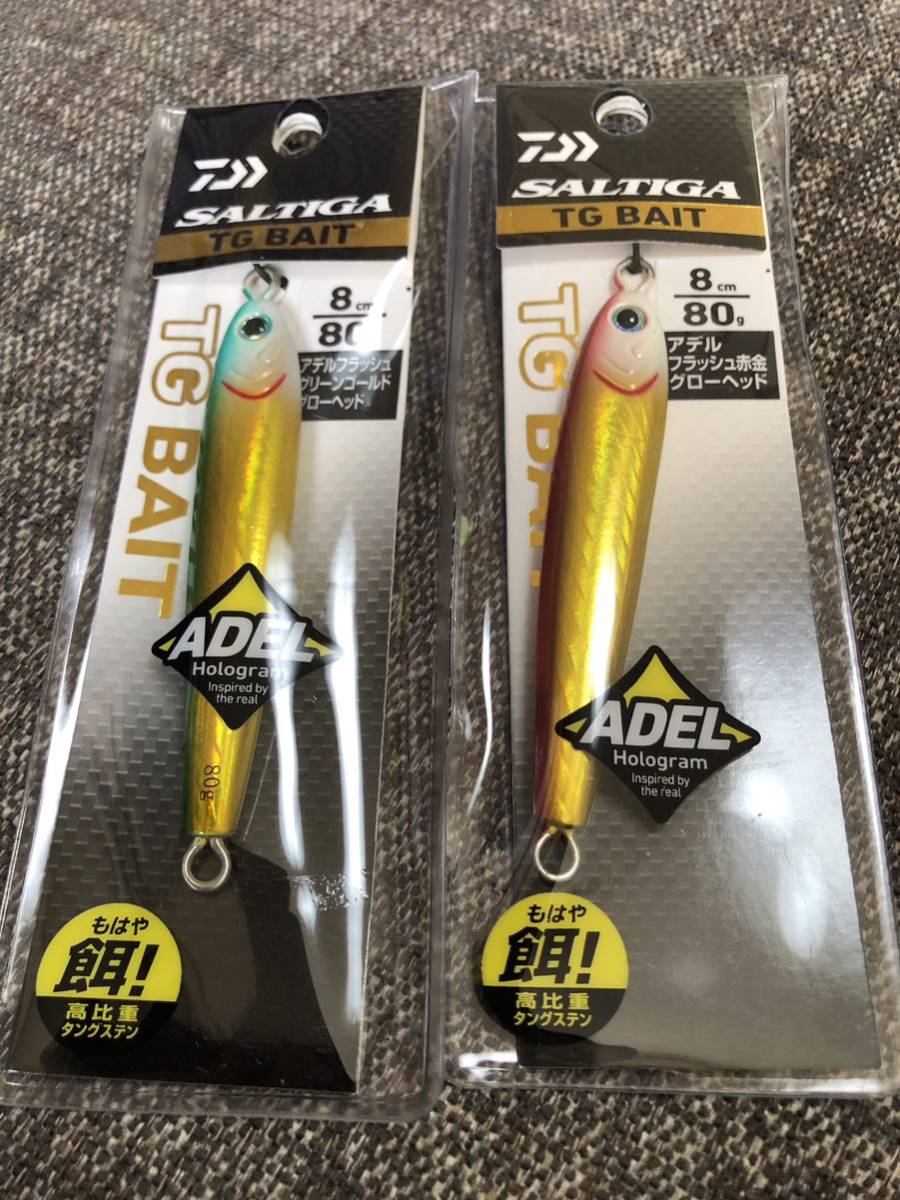 SALTIGA
TG BAIT
8cm
80
アデルフラッシュ
グリーンゴールド
グローヘッド
TG BAIT
ADEL
Hologram
Inspired by
the real
80g
もはや
餌!
高比重
タングステン
SALTIGA
TG BAIT
8cm
80g
アデル
フラッシュ赤金
グローヘッド
TG BAIT
ADEL
Hologram
Inspired by
the real
もはや
餌!
高比重
タングステン